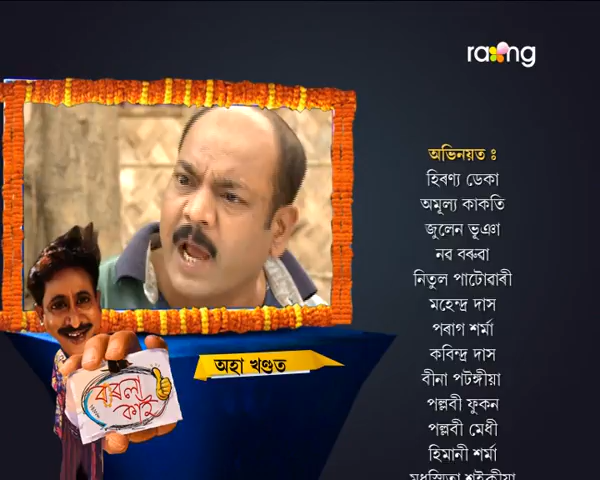 rang
অভিনয়ত ঃ
হিৰণ্য ডেকা
অমূল্য কাকতি
জুলেন ভূঞা
নব বৰুৱা
নিতুল পাটোৱাৰী
মহেন্দ্ৰ দাস
পৰাগ শৰ্মা
কবিন্দ্ৰ দাস
বীনা পটঙ্গীয়া
পল্লবী ফুকন
পল্লবী মেধী
হিমানী শৰ্মা
অহা খণ্ডত
বৰলা
কাই